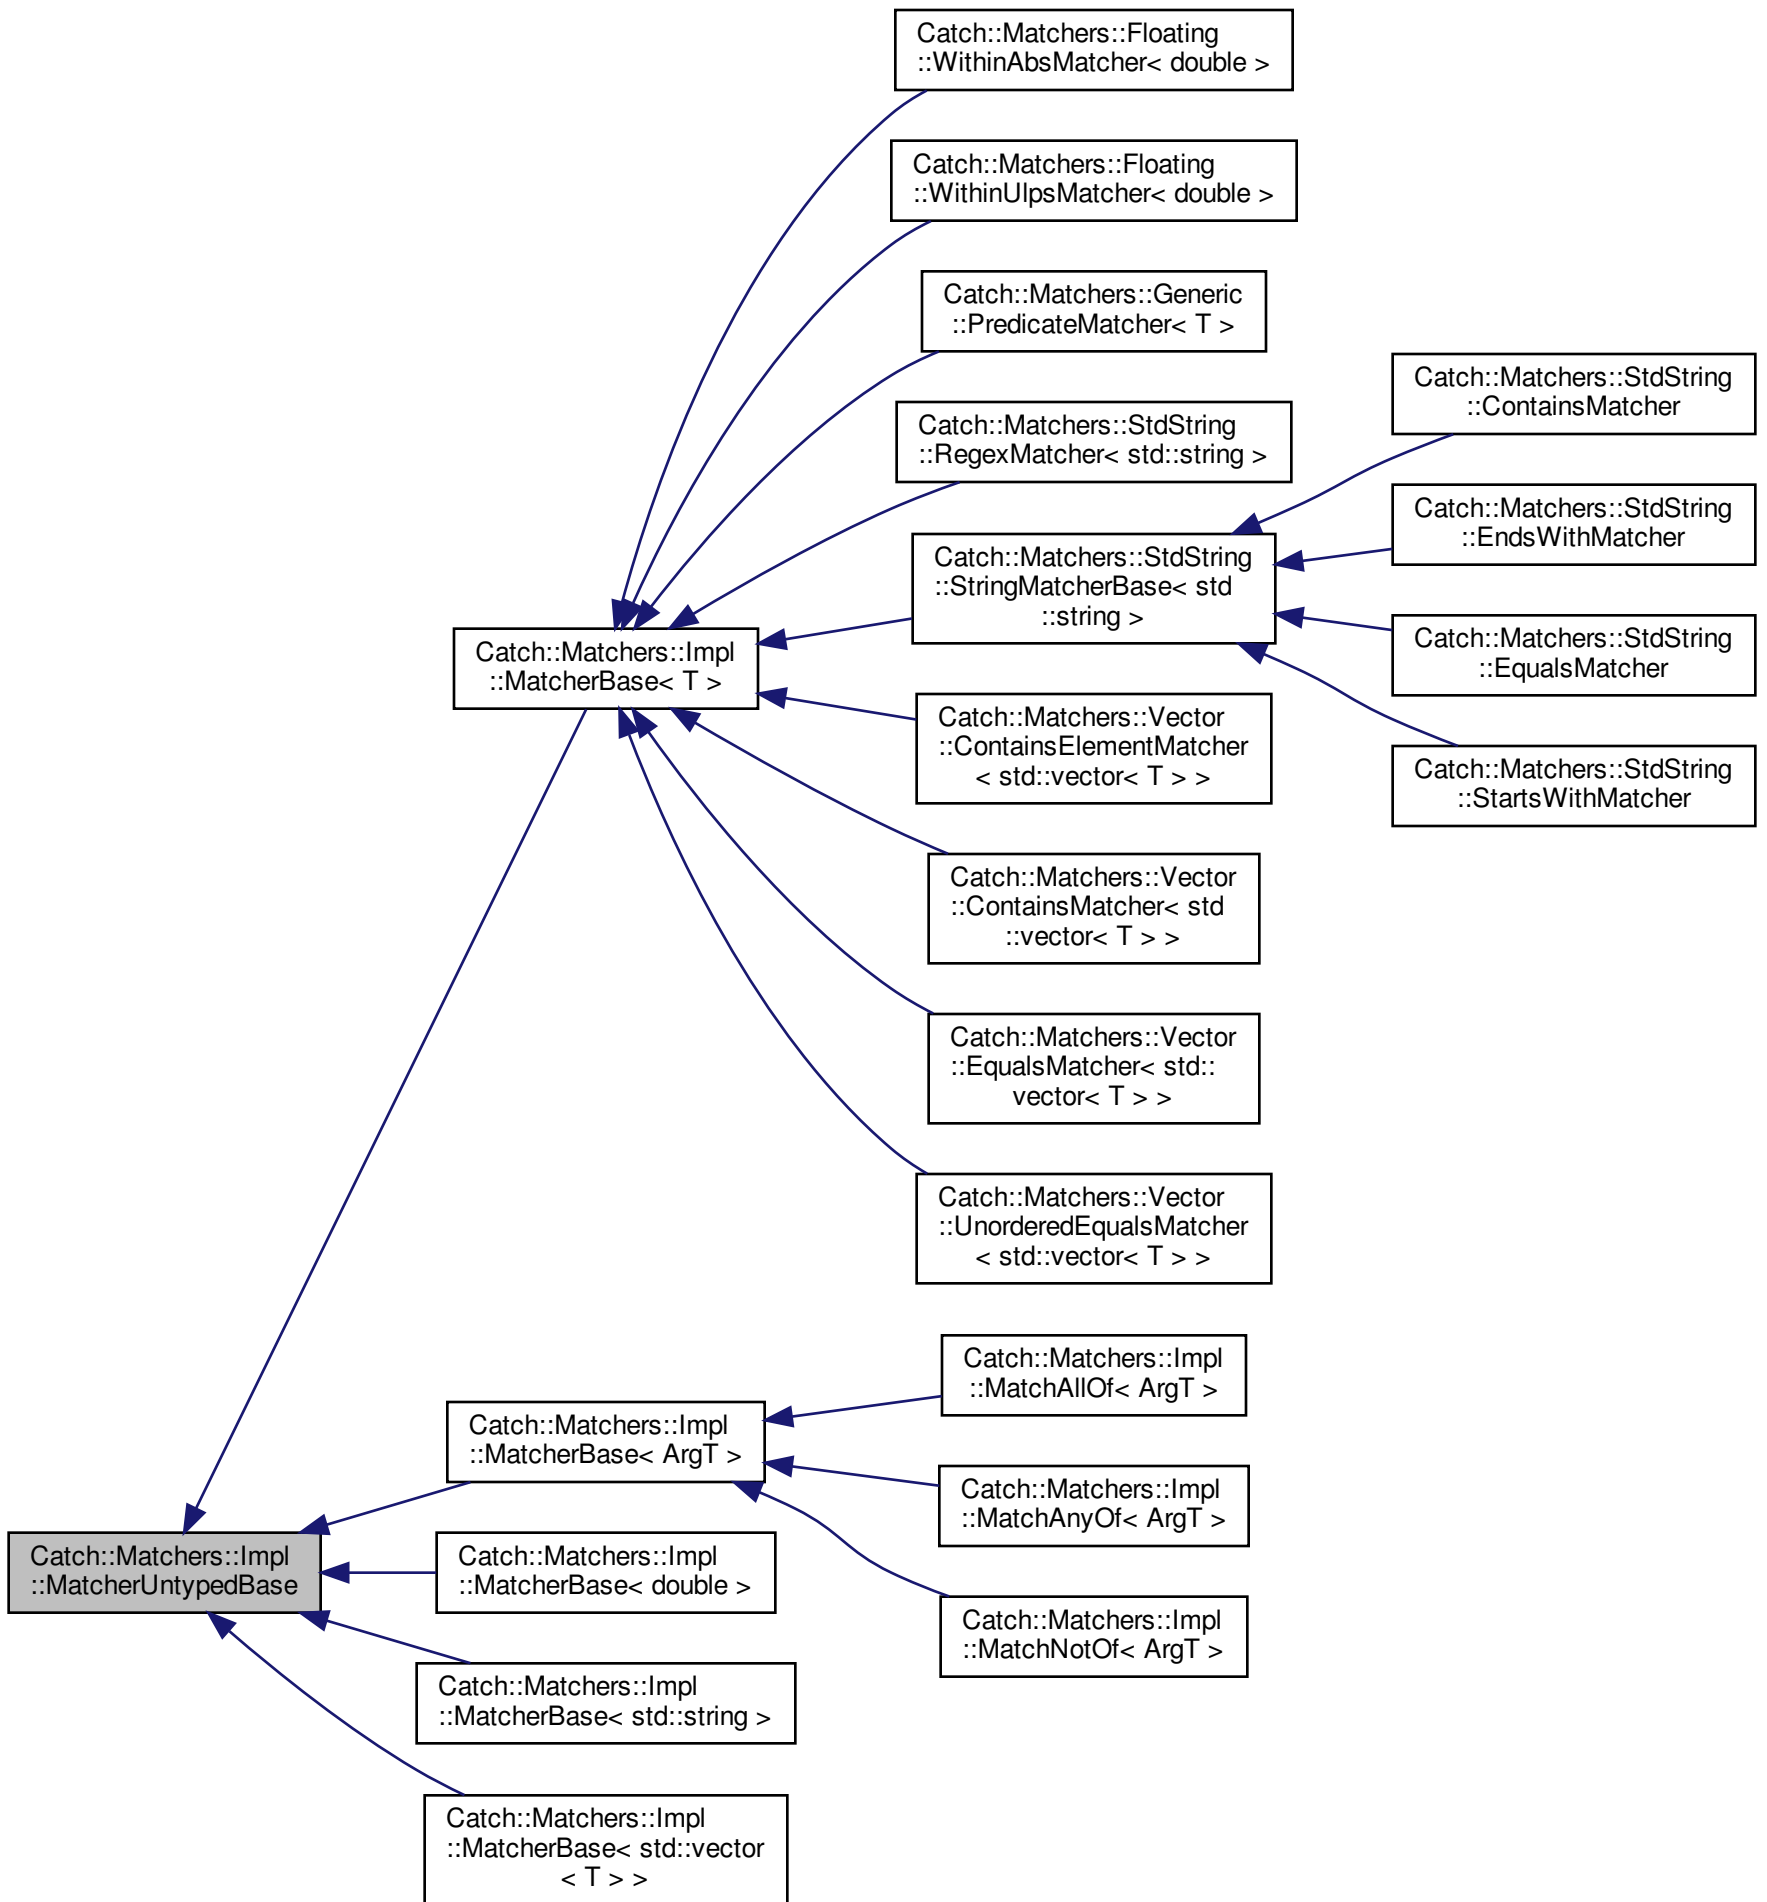 Catch::Matchers::Floating
::WithinAbsMatcher< double >
Catch::Matchers::Floating
::WithinUlpsMatcher< double >
Catch::Matchers::Generic
::PredicateMatcher< T >
Catch::Matchers::StdString
::RegexMatcher< std::string >
Catch::Matchers::StdString
::StringMatcherBase< std
::string >
Catch::Matchers::StdString
::ContainsMatcher
Catch::Matchers::StdString
::EndsWithMatcher
Catch::Matchers::StdString
::EqualsMatcher
Catch::Matchers::StdString
::StartsWithMatcher
Catch::Matchers::Impl
::MatcherBase< T >
Catch::Matchers::Vector
::ContainsElementMatcher
< std::vector< T > >
Catch::Matchers::Vector
::ContainsMatcher< std
::vector< T > >
Catch::Matchers::Vector
::EqualsMatcher< std::
vector< T > >
Catch::Matchers::Vector
::UnorderedEqualsMatcher
< std::vector< T > >
Catch::Matchers::Impl
::MatchAllOf< ArgT >
Catch::Matchers::Impl
::MatcherBase< ArgT >
Catch::Matchers::Impl
::MatchAnyOf< ArgT >
Catch::Matchers::Impl
::MatcherUntypedBase
Catch::Matchers::Impl
::MatcherBase< double >
Catch::Matchers::Impl
::MatchNotOf< ArgT >
Catch::Matchers::Impl
::MatcherBase< std::string >
Catch::Matchers::Impl
::MatcherBase< std::vector
< T > >